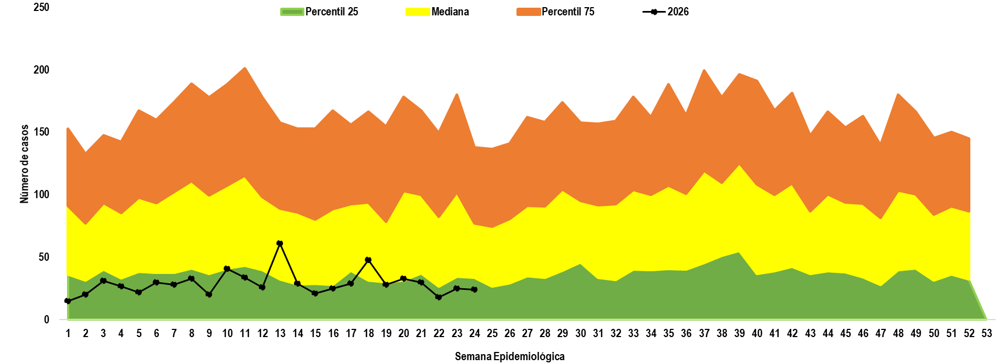 Percentil 25 Mediana Percentil 75 2026
250
200
150
100
50
0
Número de casos
1 2 3 4 5 6 7 8 9 10 11 12 13 14 15 16 17 18 19 20 21 22 23 24 25 26 27 28 29 30 31 32 33 34 35 36 37 38 39 40 41 42 43 44 45 46 47 48 49 50 51 52 53
Semana Epidemiológica